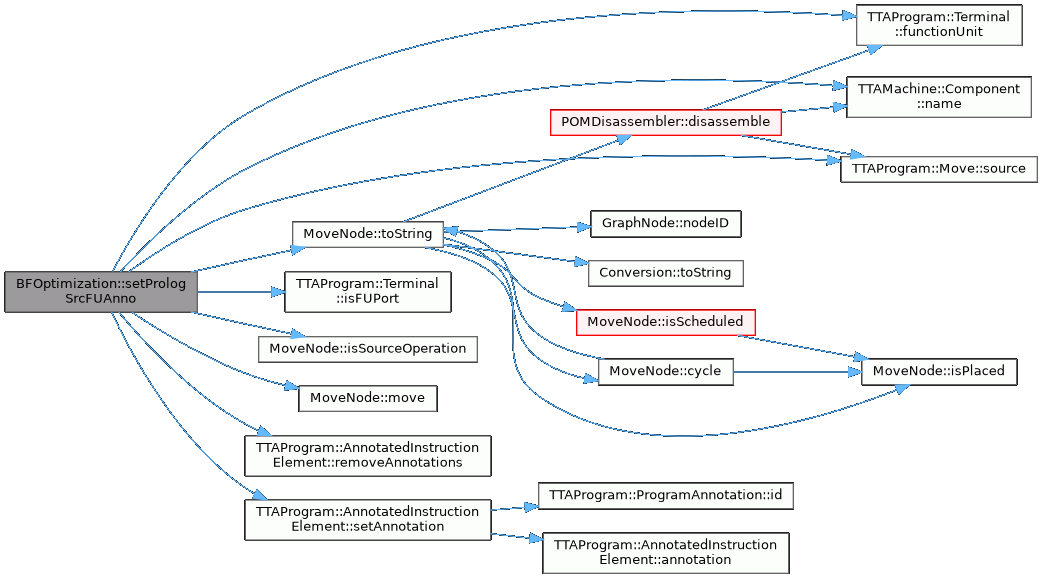 TTAProgram::Terminal
::functionUnit
TTAMachine::Component
::name
POMDisassembler::disassemble
TTAProgram::Move::source
MoveNode::toString
GraphNode::nodeID
Conversion::toString
BFOptimization::setProlog
SrcFUAnno
TTAProgram::Terminal
::isFUPort
MoveNode::isScheduled
MoveNode::isSourceOperation
MoveNode::cycle
MoveNode::isPlaced
MoveNode::move
TTAProgram::AnnotatedInstruction
Element::removeAnnotations
TTAProgram::ProgramAnnotation::id
TTAProgram::AnnotatedInstruction
Element::setAnnotation
TTAProgram::AnnotatedInstruction
Element::annotation